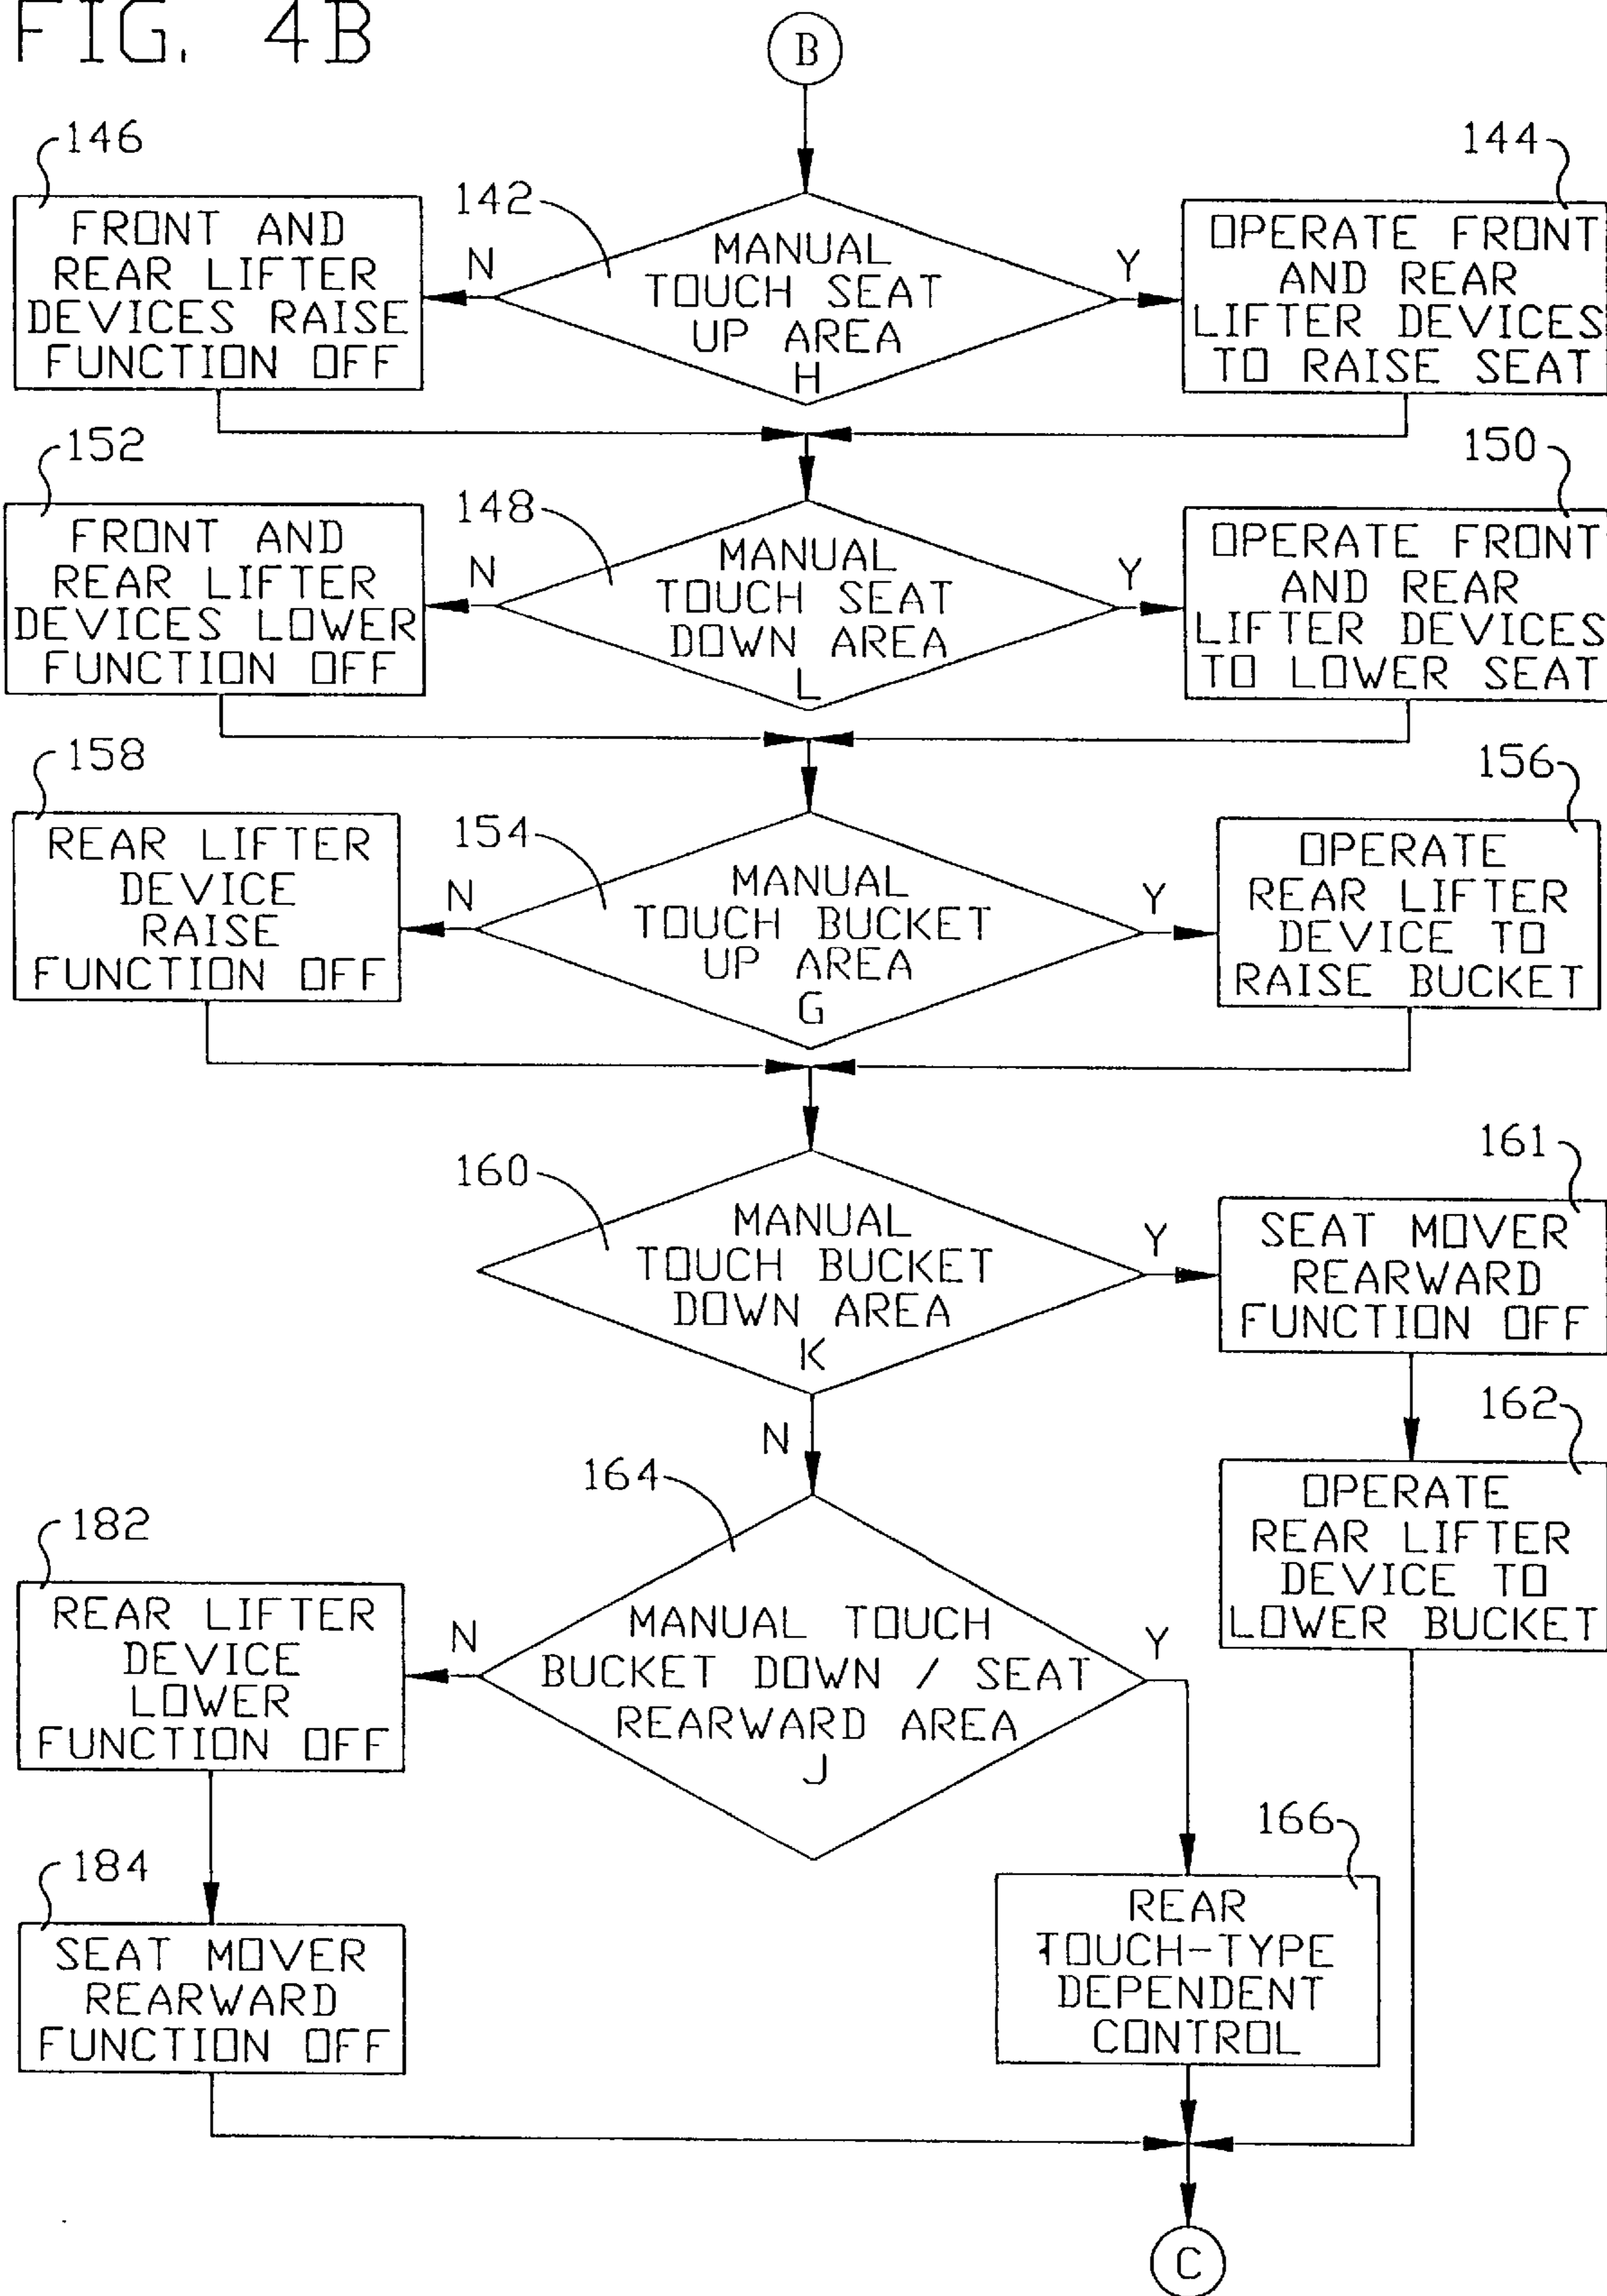 FIG. 4B
B
146
144
142
FRONT AND
REAR LIFTER
DEVICES RAISE
FUNCTION OFF
N
MANUAL
TOUCH SEAT
UP AREA
H
Y
OPERATE FRONT
AND REAR
LIFTER DEVICES
TO RAISE SEAT
152
150
148
FRONT AND
REAR LIFTER
DEVICES LOWER
FUNCTION OFF
N
MANUAL
TOUCH SEAT
DOWN AREA
L
Y
OPERATE FRONT
AND REAR
LIFTER DEVICES
TO LOWER SEAT
158
156
154
REAR LIFTER
DEVICE
RAISE
FUNCTION OFF
N
MANUAL
TOUCH BUCKET
UP AREA
G
Y
OPERATE
REAR LIFTER
DEVICE TO
RAISE BUCKET
160
161
MANUAL
TOUCH BUCKET
DOWN AREA
K
Y
SEAT MOVER
REARWARD
FUNCTION OFF
N
162
OPERATE
REAR LIFTER
DEVICE TO
LOWER BUCKET
164
182
REAR LIFTER
DEVICE
LOWER
FUNCTION OFF
N
MANUAL TOUCH
BUCKET DOWN / SEAT
REARWARD AREA
J
Y
184
SEAT MOVER
REARWARD
FUNCTION OFF
166
REAR
TOUCH-TYPE
DEPENDENT
CONTROL
C